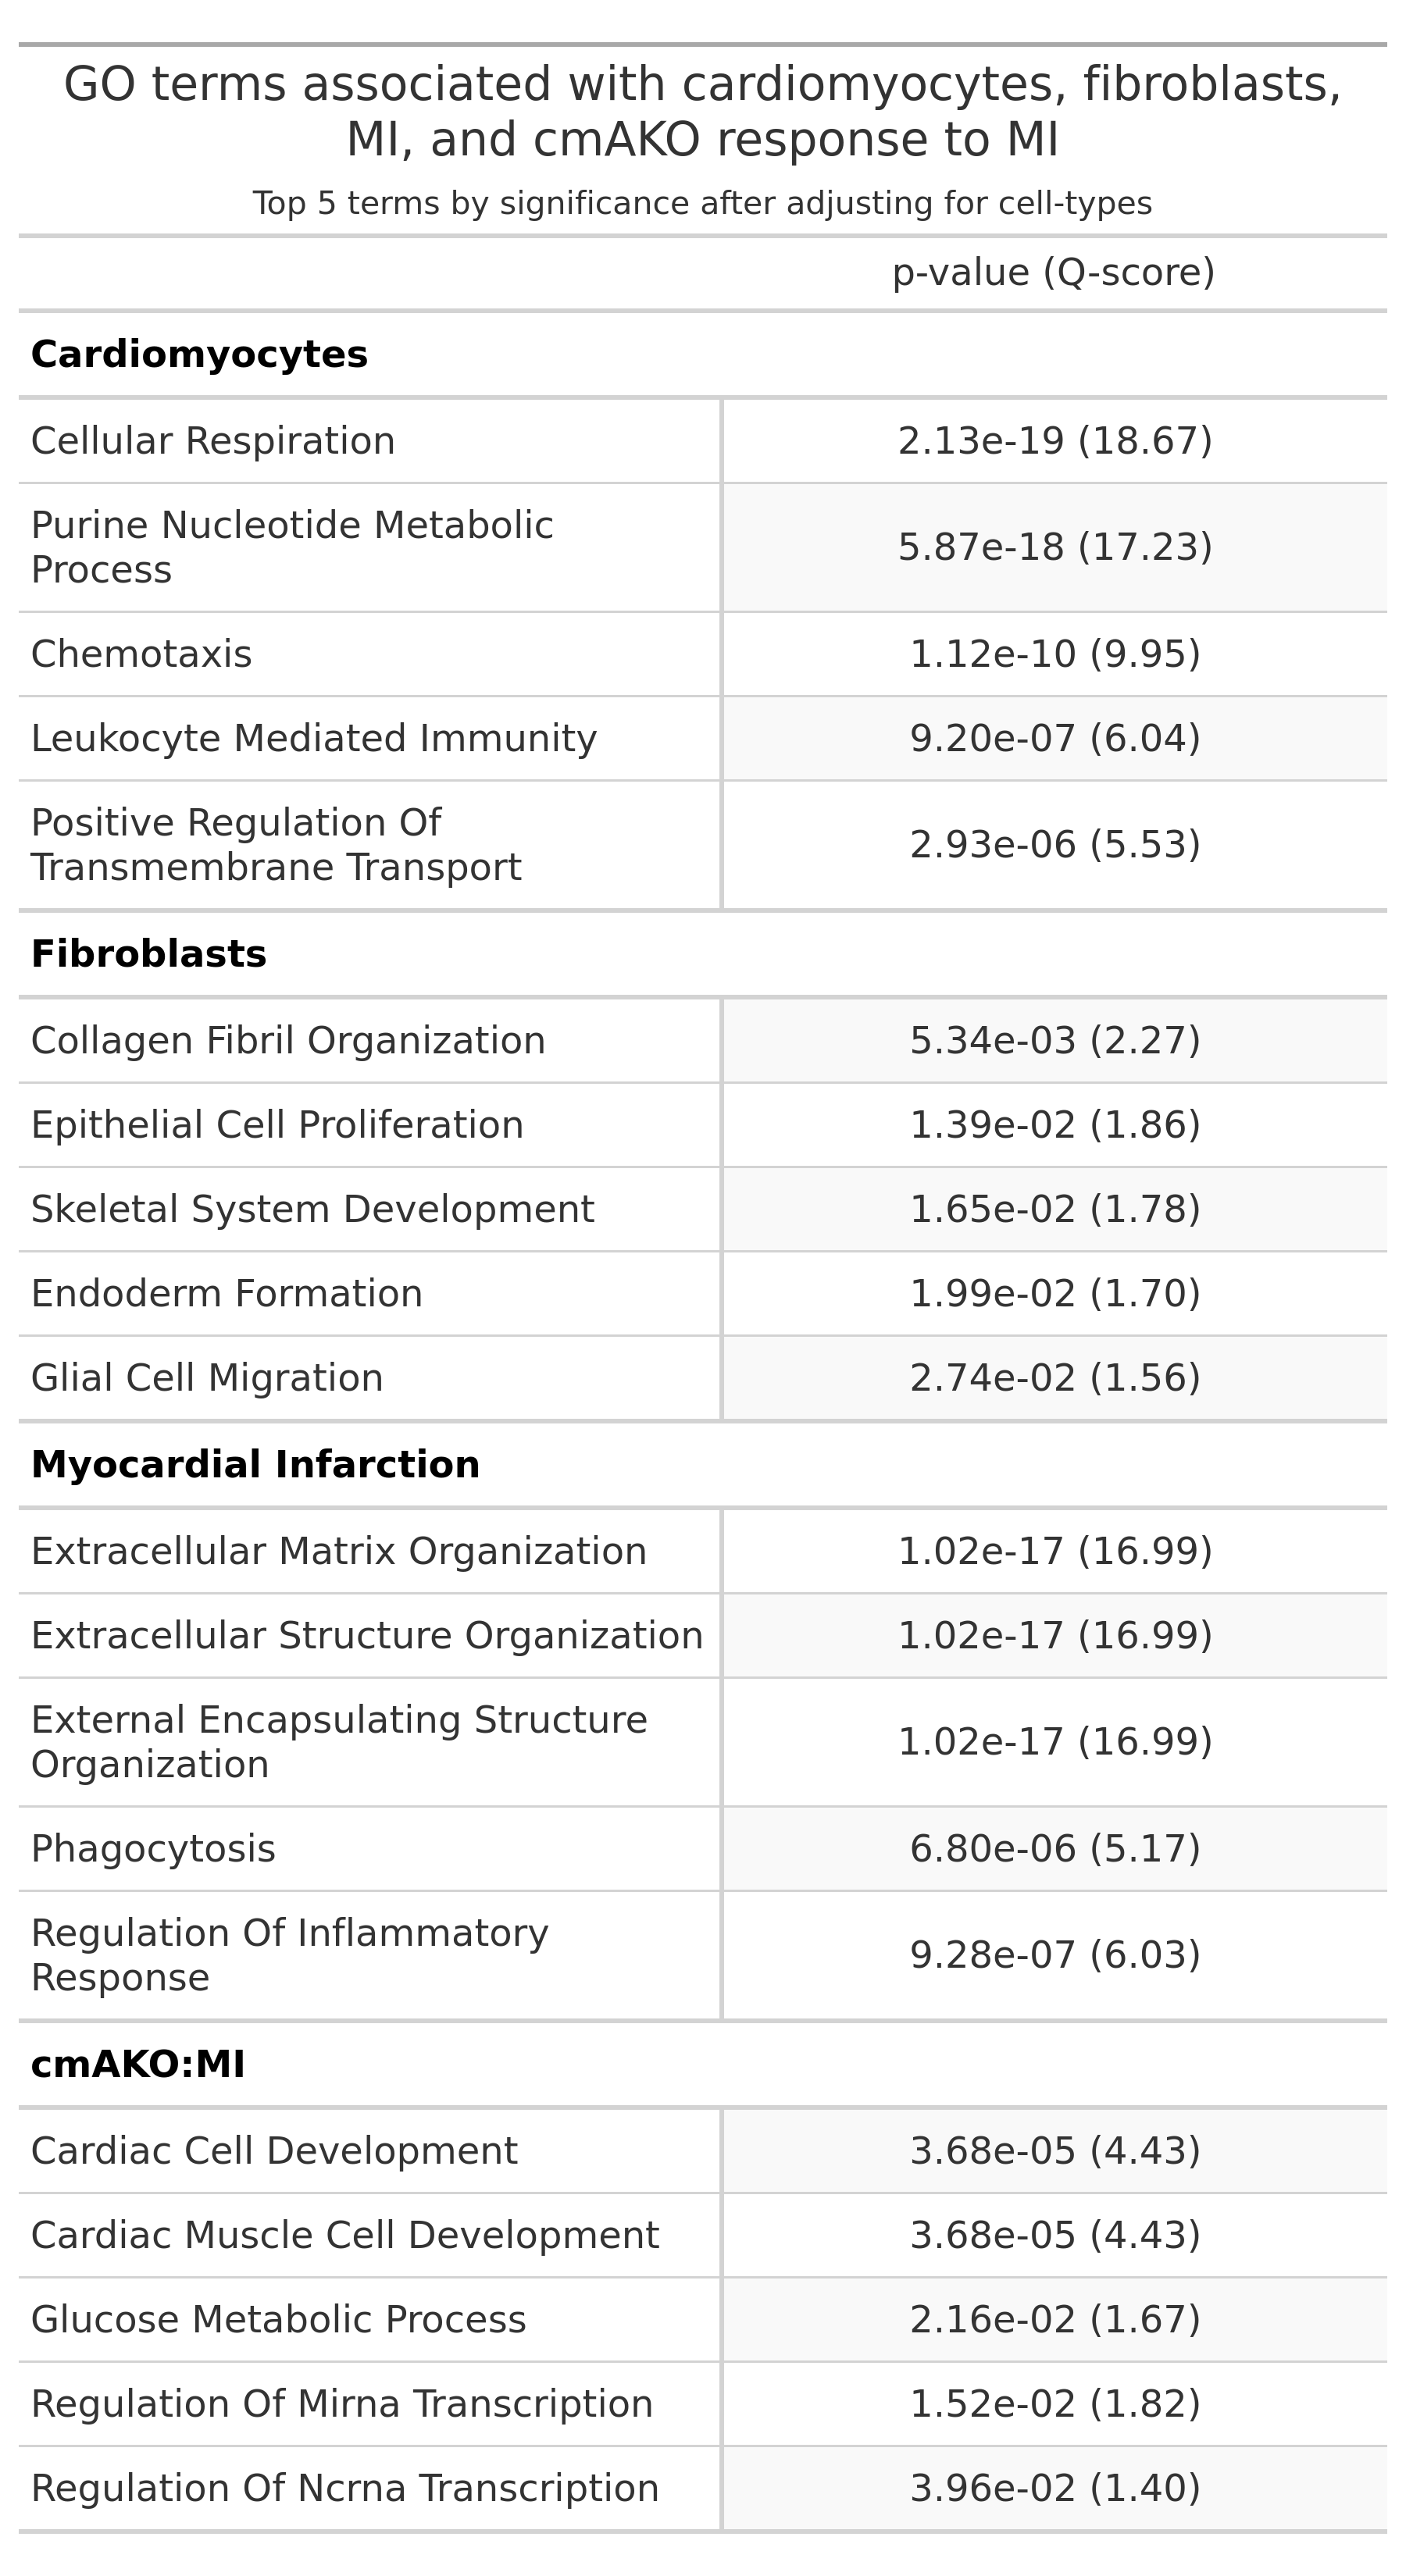 GO terms associated with cardiomyocytes, fibroblasts,
MI, and cmAKO response to MI
Top 5 terms by significance after adjusting for cell-types
p-value (Q-score)
Cardiomyocytes
Cellular Respiration 2.13e-19 (18.67)
Purine Nucleotide Metabolic
Process 5.87e-18 (17.23)
Chemotaxis 1.12e-10 (9.95)
Leukocyte Mediated Immunity 9.20e-07 (6.04)
Positive Regulation Of
Transmembrane Transport 2.93e-06 (5.53)
Fibroblasts
Collagen Fibril Organization 5.34e-03 (2.27)
Epithelial Cell Proliferation 1.39e-02 (1.86)
Skeletal System Development 1.65e-02 (1.78)
Endoderm Formation 1.99e-02 (1.70)
Glial Cell Migration 2.74e-02 (1.56)
Myocardial Infarction
Extracellular Matrix Organization 1.02e-17 (16.99)
Extracellular Structure Organization 1.02e-17 (16.99)
External Encapsulating Structure
Organization 1.02e-17 (16.99)
Phagocytosis 6.80e-06 (5.17)
Regulation Of Inflammatory
Response 9.28e-07 (6.03)
cmAKO:MI
Cardiac Cell Development 3.68e-05 (4.43)
Cardiac Muscle Cell Development 3.68e-05 (4.43)
Glucose Metabolic Process 2.16e-02 (1.67)
Regulation Of Mirna Transcription 1.52e-02 (1.82)
Regulation Of Ncrna Transcription 3.96e-02 (1.40)